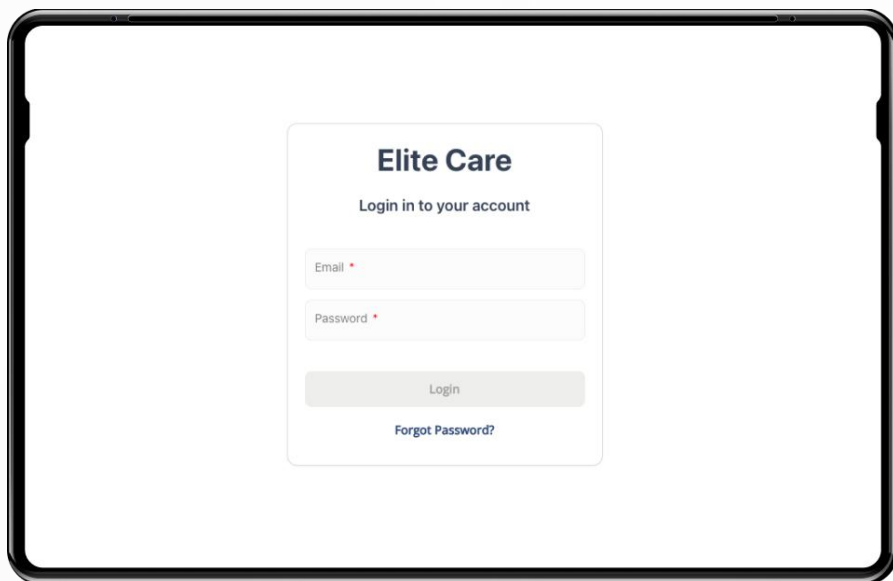 Elite Care
Login in to your account
Email *
Password *
Login
Forgot Password?